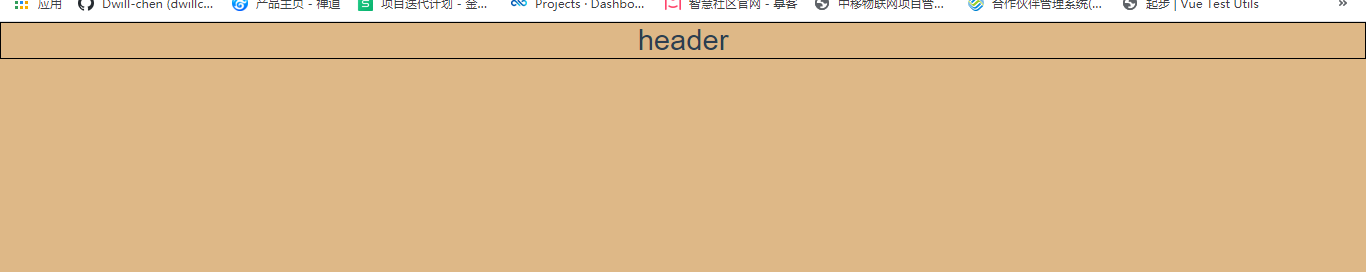 应用 Dwill-chen (dwillc... 产品主页 - 禅道 项目迭代计划 - 金... Projects · Dashbo... 智慧社区官网 - 摹客 中移物联网项目管... 合作伙伴管理系统(... 起步 | Vue Test Utils »
header